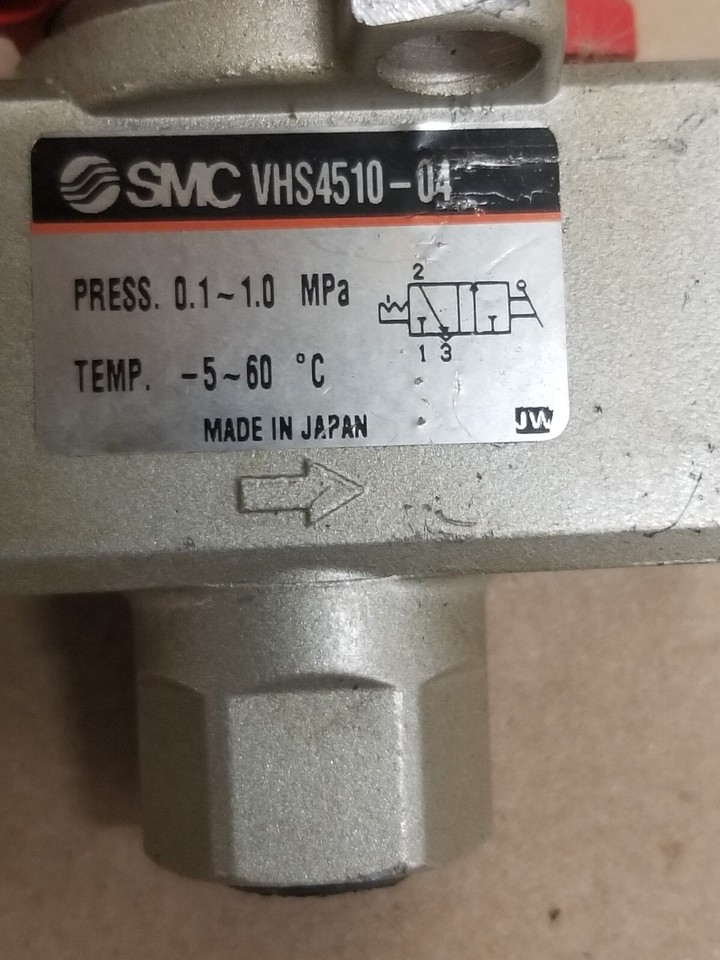 SMC VHS4510-04
PRESS. 0.1~1.0 MPa
2
1 3
TEMP. -5~60 °C
MADE IN JAPAN
JW